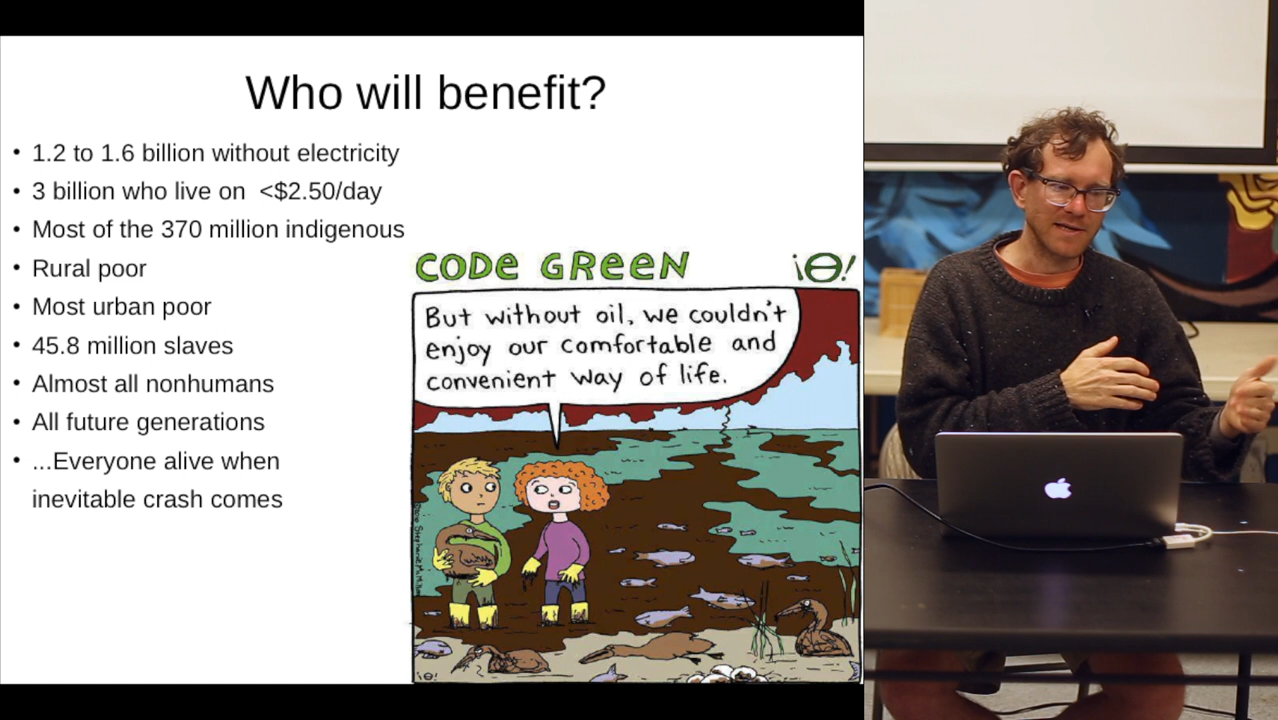 Who will benefit?
• 1.2 to 1.6 billion without electricity
• 3 billion who live on <$2.50/day
• Most of the 370 million indigenous
• Rural poor
• Most urban poor
• 45.8 million slaves
• Almost all nonhumans
• All future generations
• ...Everyone alive when
inevitable crash comes
CODE GREEN
But without oil, we couldn't
enjoy our comfortable and
convenient way of life.